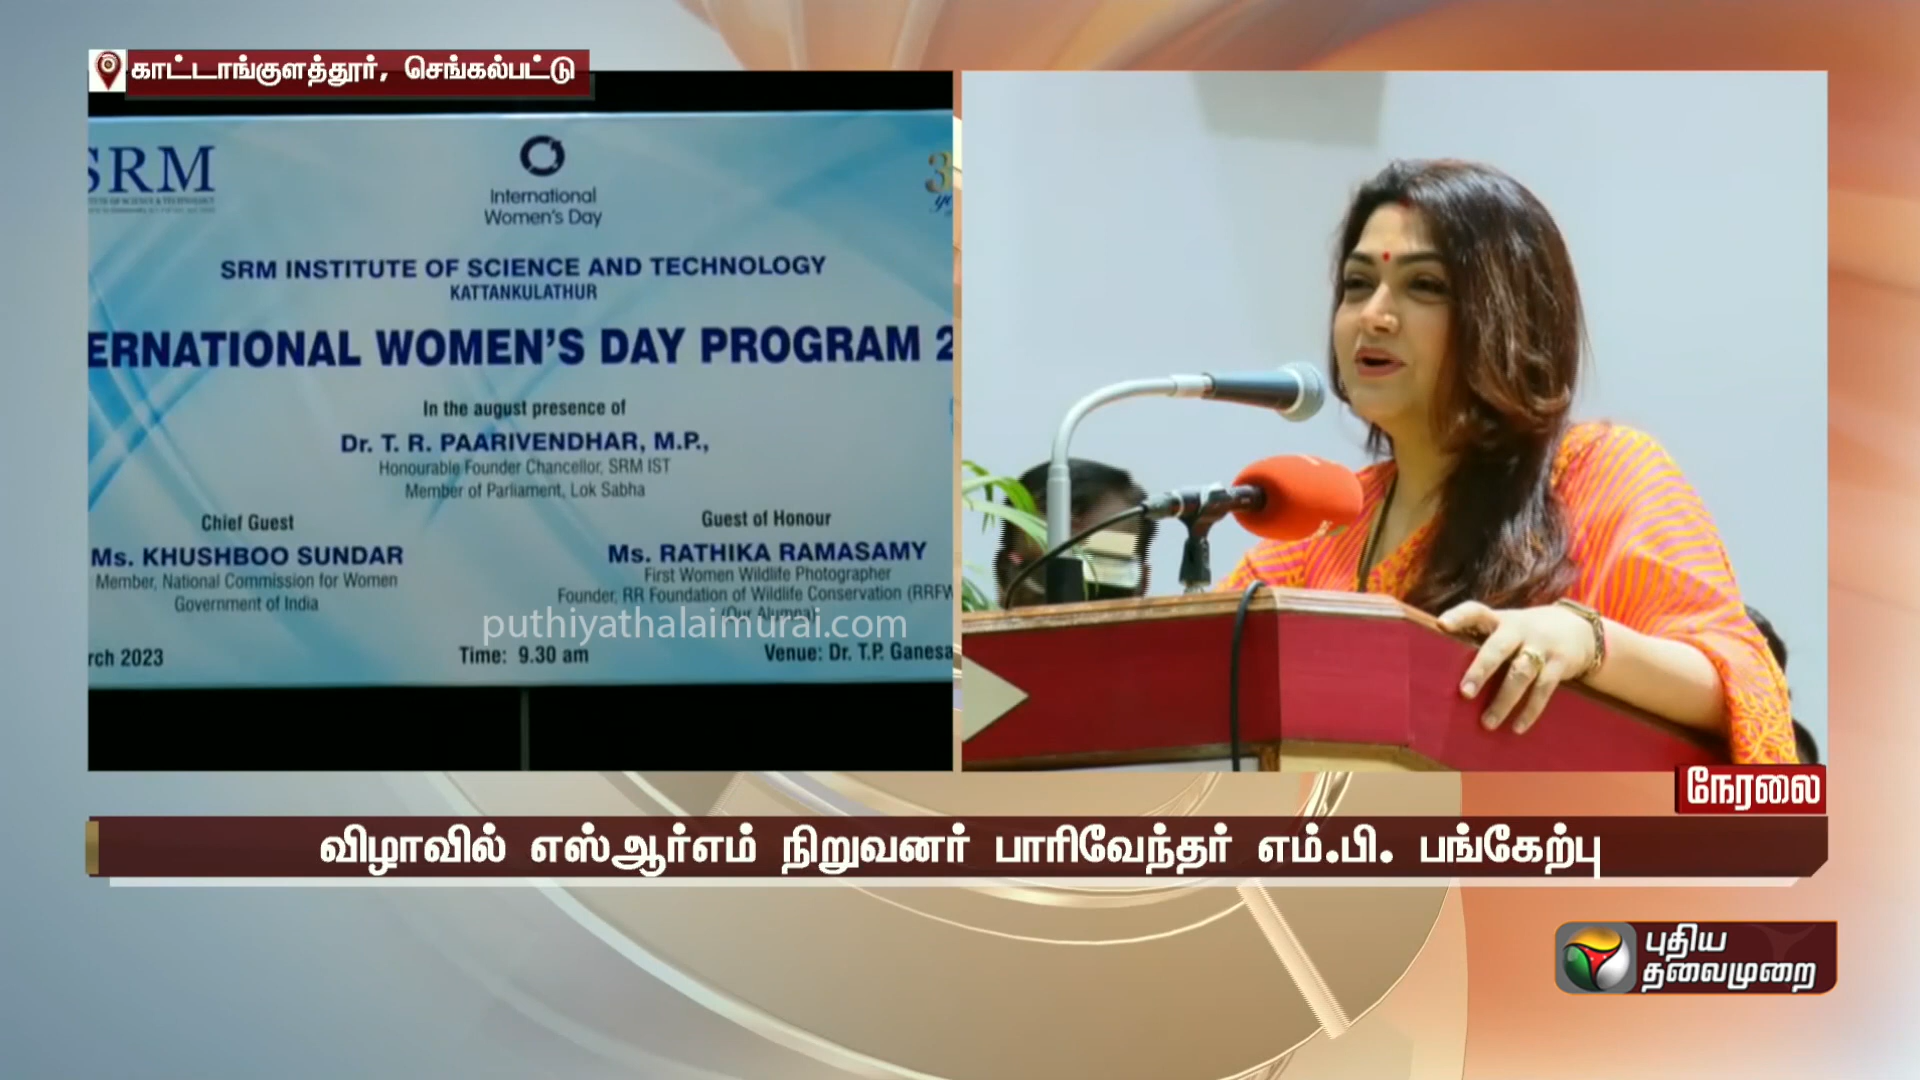 காட்டாங்குளத்தூர், செங்கல்பட்டு
SRM
International
Women's Day
SRM INSTITUTE OF SCIENCE AND TECHNOLOGY
KATTANKULATHUR
ERNATIONAL WOMEN'S DAY PROGRAM 2
In the august presence of
Dr. T. R. PAARIVENDHAR, M.P.,
Honourable Founder Chancellor, SRM IST
Member of Parliament, Lok Sabha
Chief Guest
Ms. KHUSHBOO SUNDAR
Member, National Commission for Women
Government of India
Guest of Honour
Ms. RATHIKA RAMASAMY
First Women Wildlife Photographer
Founder, RR Foundation of Wildlife Conservation (RRFW
(Our Alumna)
puthiyathalaimurai.com
rch 2023 Time: 9.30 am Venue: Dr. T.P. Ganesa
நேரலை
விழாவில் எஸ்ஆர்எம் நிறுவனர் பாரிவேந்தர் எம்.பி. பங்கேற்பு
புதிய
தலைமுறை